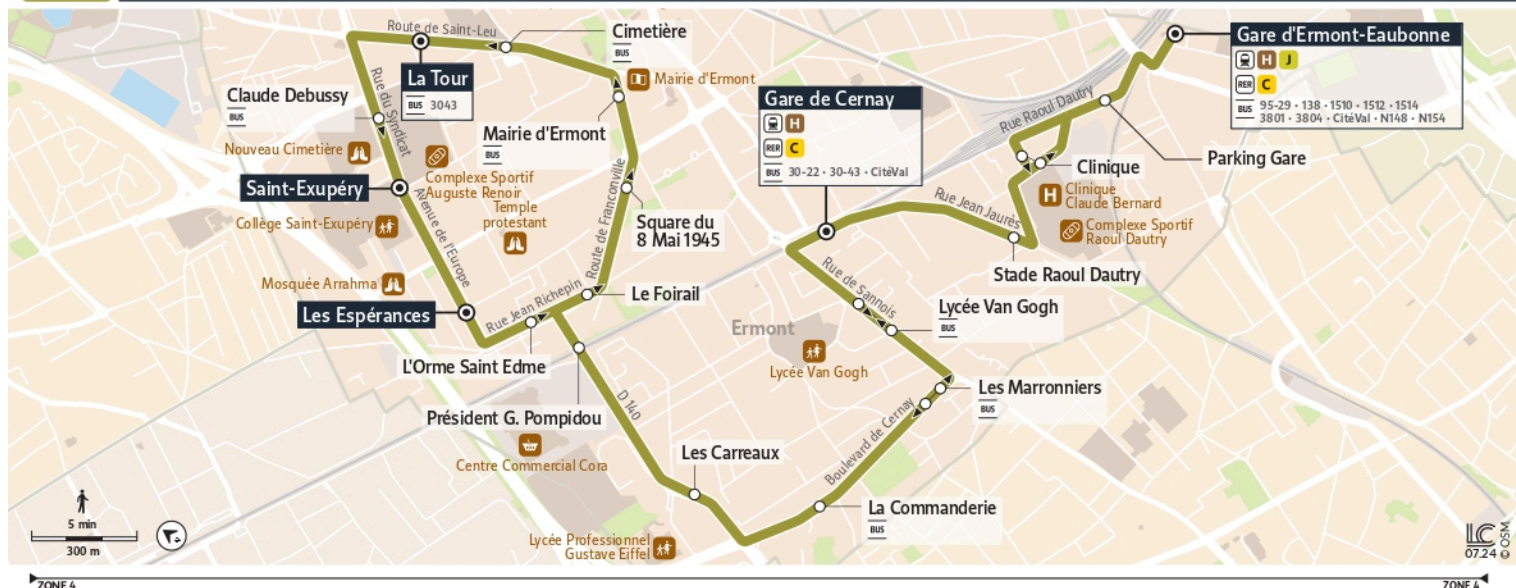 Route de Saint-Leu
Cimetière
BUS
Gare d'Ermont-Eaubonne
H J
RER C
BUS 95-29 • 138 • 1510 • 1512 • 1514
3801 • 3804 • CitéVal • N148 • N154
La Tour
BUS 3043
Mairie d'Ermont
Rue du Syndicat
Claude Debussy
BUS
Mairie d'Ermont
BUS
Gare de Cernay
H
RER C
BUS 30-22 • 30-43 • CitéVal
Rue Raoul Dautry
Parking Gare
Clinique
Nouveau Cimetière
Complexe Sportif
Auguste Renoir
Temple
protestant
Saint-Exupéry
Collège Saint-Exupéry
Avenue de l'Europe
Route de Franconville
Square du
8 Mai 1945
Rue Jean Jaurès
H
Clinique
Claude Bernard
Complexe Sportif
Raoul Dautry
Stade Raoul Dautry
Mosquée Arrahma
Les Espérances
Rue Jean Richepin
Le Foirail
Rue de Sannois
Lycée Van Gogh
BUS
Ermont
Lycée Van Gogh
L'Orme Saint Edme
Les Marronniers
BUS
Président G. Pompidou
D 140
Boulevard de Cernay
Centre Commercial Cora
Les Carreaux
La Commanderie
BUS
Lycée Professionnel
Gustave Eiffel
5 min
300 m
LC
07.24 © OSM
ZONE 4
ZONE 4